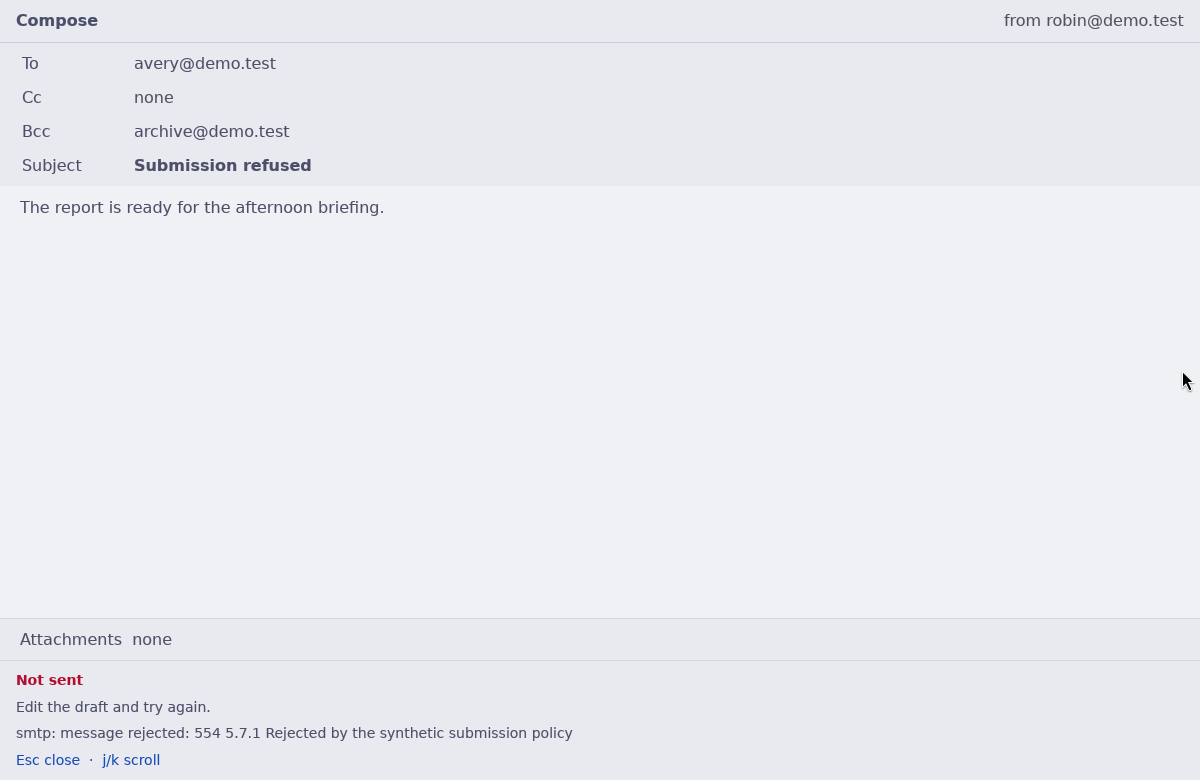 Compose from robin@demo.test
To avery@demo.test
Cc none
Bcc archive@demo.test
Subject Submission refused
The report is ready for the afternoon briefing.
Attachments none
Not sent
Edit the draft and try again.
smtp: message rejected: 554 5.7.1 Rejected by the synthetic submission policy
Esc close · j/k scroll